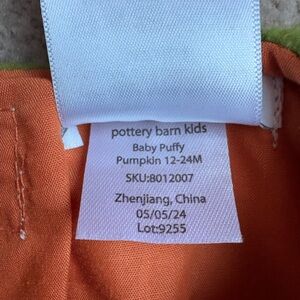 pottery barn kids
Baby Puffy
Pumpkin 12-24M
SKU:8012007
Zhenjiang, China
05/05/24
Lot:9255